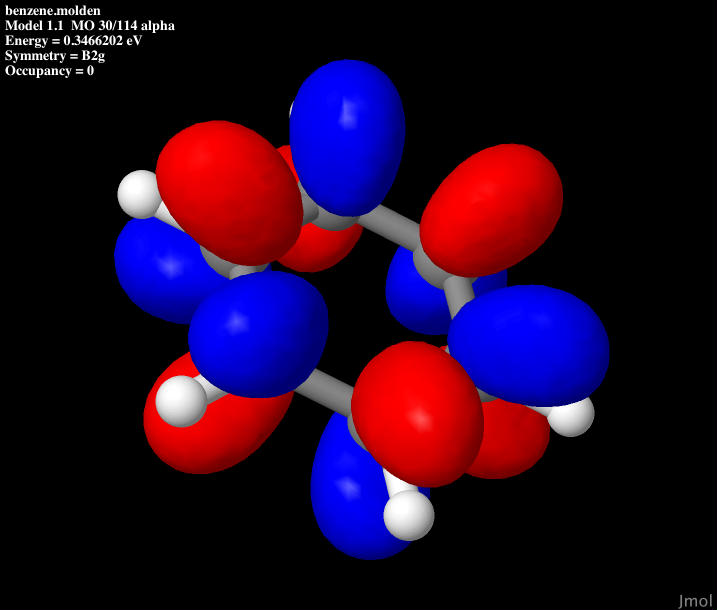 benzene.molden
Model 1.1  MO 30/114 alpha
Energy = 0.3466202 eV
Symmetry = B2g
Occupancy = 0
Jmol